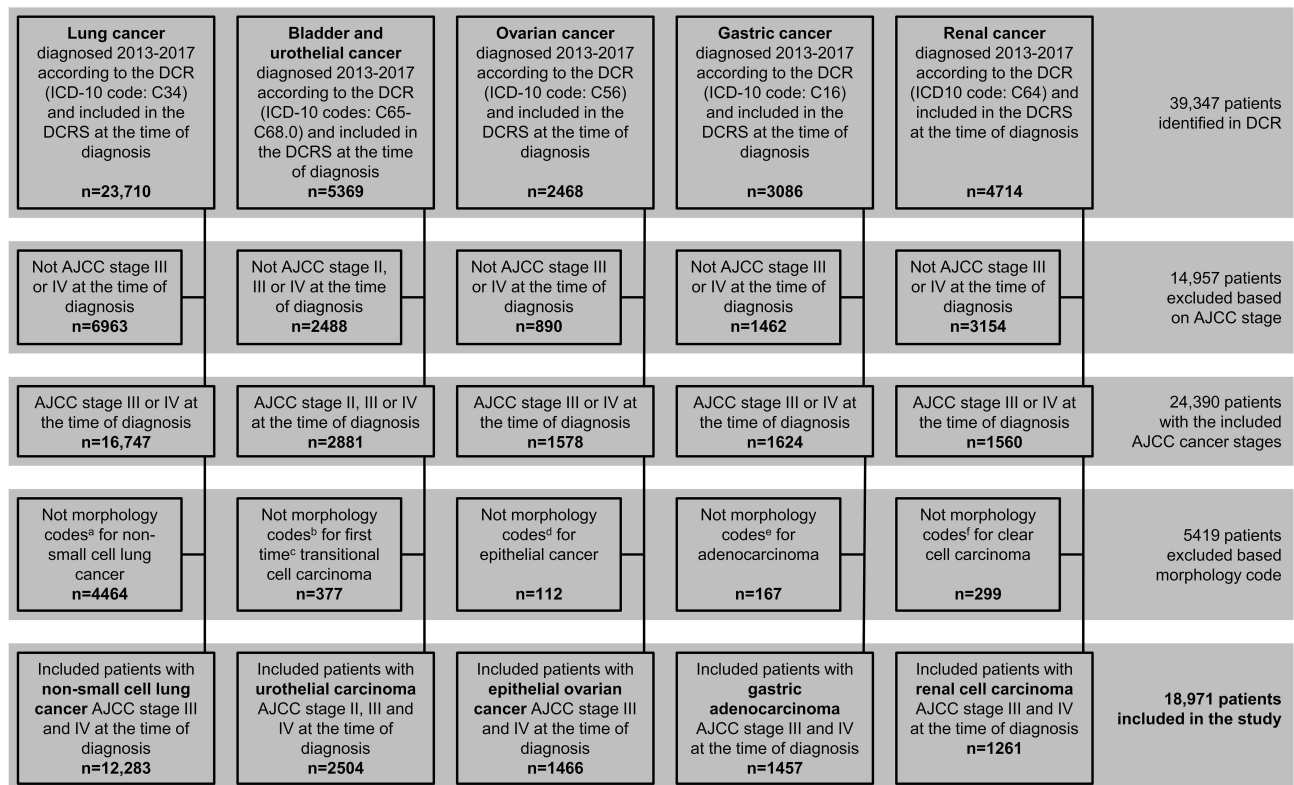 Lung cancer
diagnosed 2013-2017
according to the DCR
(ICD-10 code: C34)
and included in the
DCRS at the time of
diagnosis
n=23,710
Bladder and
urothelial cancer
diagnosed 2013-2017
according to the DCR
(ICD-10 codes: C65-
C68.0) and included in
the DCRS at the time
of diagnosis
n=5369
Ovarian cancer
diagnosed 2013-2017
according to the DCR
(ICD-10 code: C56)
and included in the
DCRS at the time of
diagnosis
n=2468
Gastric cancer
diagnosed 2013-2017
according to the DCR
(ICD-10 code: C16)
and included in the
DCRS at the time of
diagnosis
n=3086
Renal cancer
diagnosed 2013-2017
according to the DCR
(ICD10 code: C64) and
included in the DCRS
at the time of diagnosis
n=4714
39,347 patients
identified in DCR
Not AJCC stage III
or IV at the time of
diagnosis
n=6963
Not AJCC stage II,
III or IV at the time
of diagnosis
n=2488
Not AJCC stage III
or IV at the time of
diagnosis
n=890
Not AJCC stage III
or IV at the time of
diagnosis
n=1462
Not AJCC stage III
or IV at the time of
diagnosis
n=3154
14,957 patients
excluded based
on AJCC stage
AJCC stage III or IV at
the time of diagnosis
n=16,747
AJCC stage II, III or IV
at the time of diagnosis
n=2881
AJCC stage III or IV at
the time of diagnosis
n=1578
AJCC stage III or IV at
the time of diagnosis
n=1624
AJCC stage III or IV at
the time of diagnosis
n=1560
24,390 patients
with the included
AJCC cancer stages
Not morphology
codesᵃ for non-
small cell lung
cancer
n=4464
Not morphology
codesᵇ for first
timeᶜ transitional
cell carcinoma
n=377
Not morphology
codesᵈ for
epithelial cancer
n=112
Not morphology
codesᵉ for
adenocarcinoma
n=167
Not morphology
codesᶠ for clear
cell carcinoma
n=299
5419 patients
excluded based
morphology code
Included patients with
non-small cell lung
cancer AJCC stage III
and IV at the time of
diagnosis
n=12,283
Included patients with
urothelial carcinoma
AJCC stage II, III and
IV at the time of
diagnosis
n=2504
Included patients with
epithelial ovarian
cancer AJCC stage III
and IV at the time of
diagnosis
n=1466
Included patients with
gastric
adenocarcinoma
AJCC stage III and IV
at the time of diagnosis
n=1457
Included patients with
renal cell carcinoma
AJCC stage III and IV
at the time of diagnosis
n=1261
18,971 patients
included in the study